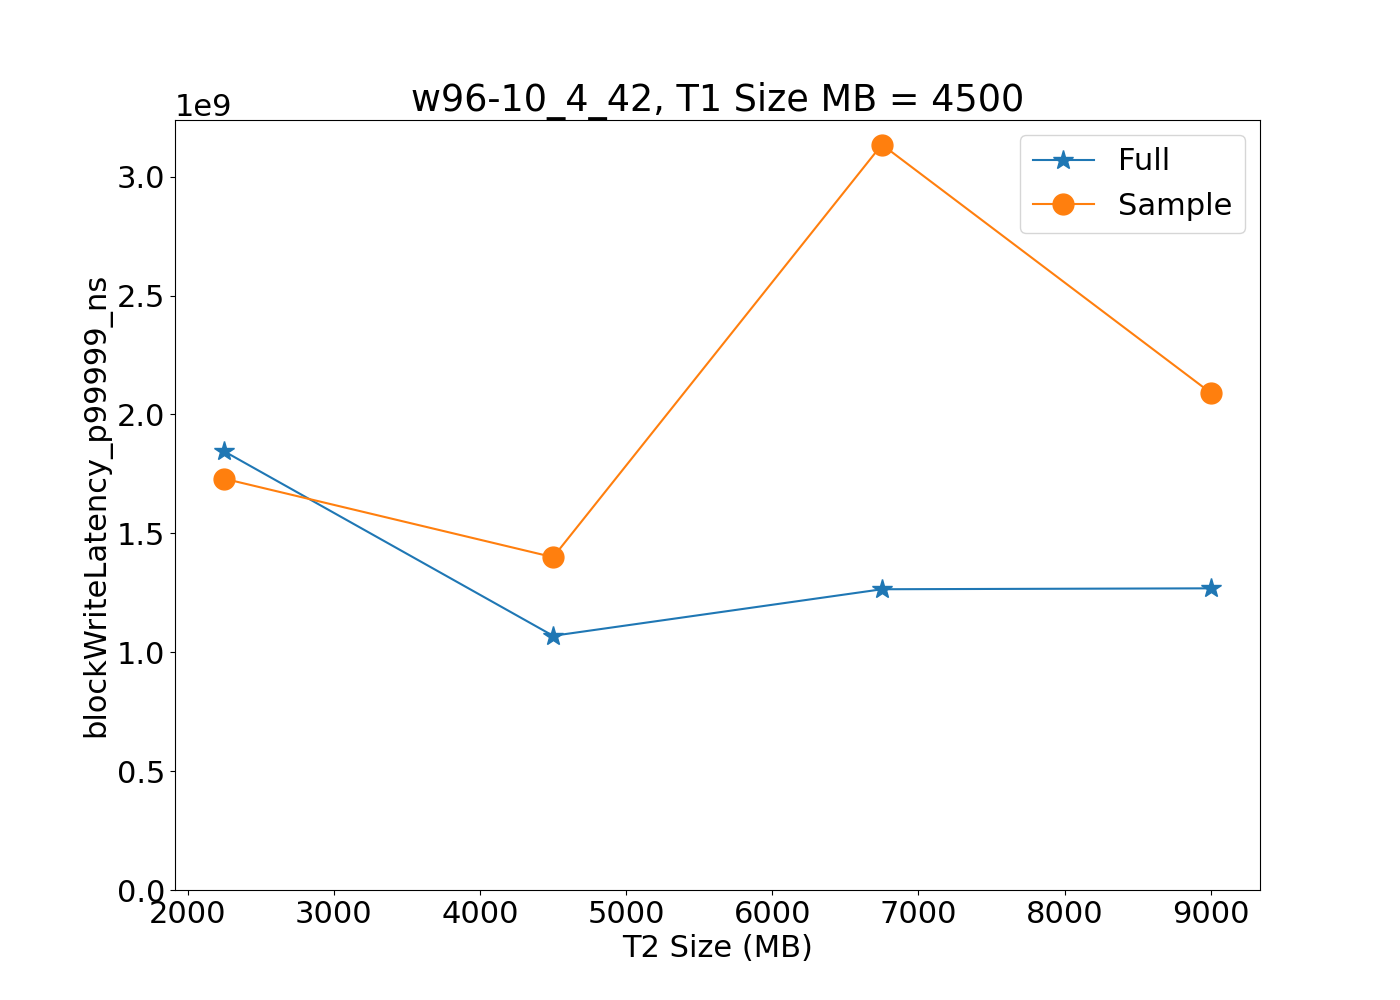 w96-10_4_42, T1 Size MB = 4500
1e9
Full
Sample
3.0
2.5
2.0
1.5
1.0
0.5
0.0
blockWriteLatency_p99999_ns
2000 3000 4000 5000 6000 7000 8000 9000
T2 Size (MB)